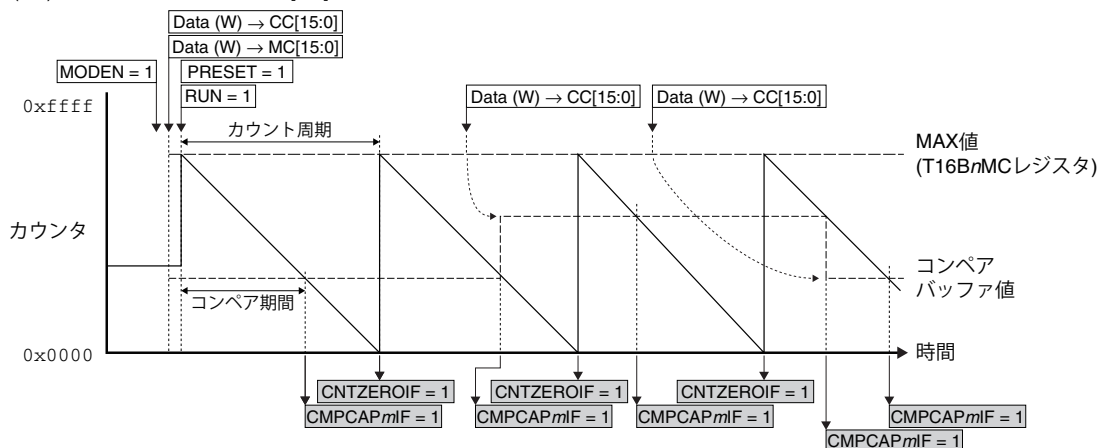 Data (W) → CC[15:0]
Data (W) → MC[15:0]
MODEN = 1
PRESET = 1
RUN = 1
Data (W) → CC[15:0]
Data (W) → CC[15:0]
0xffff
カウント周期
MAX値
(T16BnMCレジスタ)
カウンタ
コンペア
バッファ値
コンペア期間
0x0000
時間
CNTZEROIF = 1
CNTZEROIF = 1
CNTZEROIF = 1
CMPCAPmIF = 1
CMPCAPmIF = 1
CMPCAPmIF = 1
CMPCAPmIF = 1
CMPCAPmIF = 1